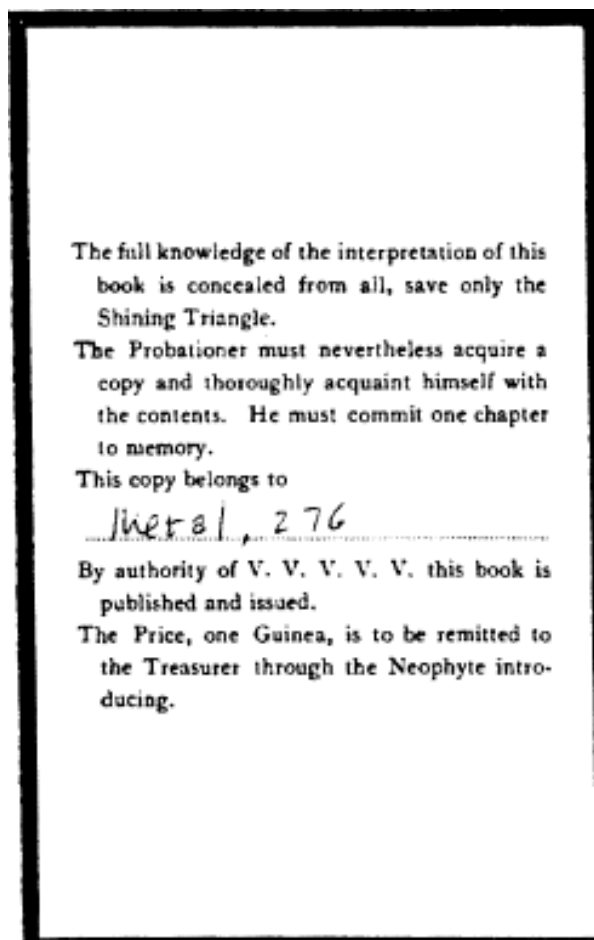 The full knowledge of the interpretation of this
book is concealed from all, save only the
Shining Triangle.
The Probationer must nevertheless acquire a
copy and thoroughly acquaint himself with
the contents. He must commit one chapter
to memory.
This copy belongs to
, 276
By authority of V. V. V. V. V. this book is
published and issued.
The Price, one Guinea, is to be remitted to
the Treasurer through the Neophyte intro-
ducing.